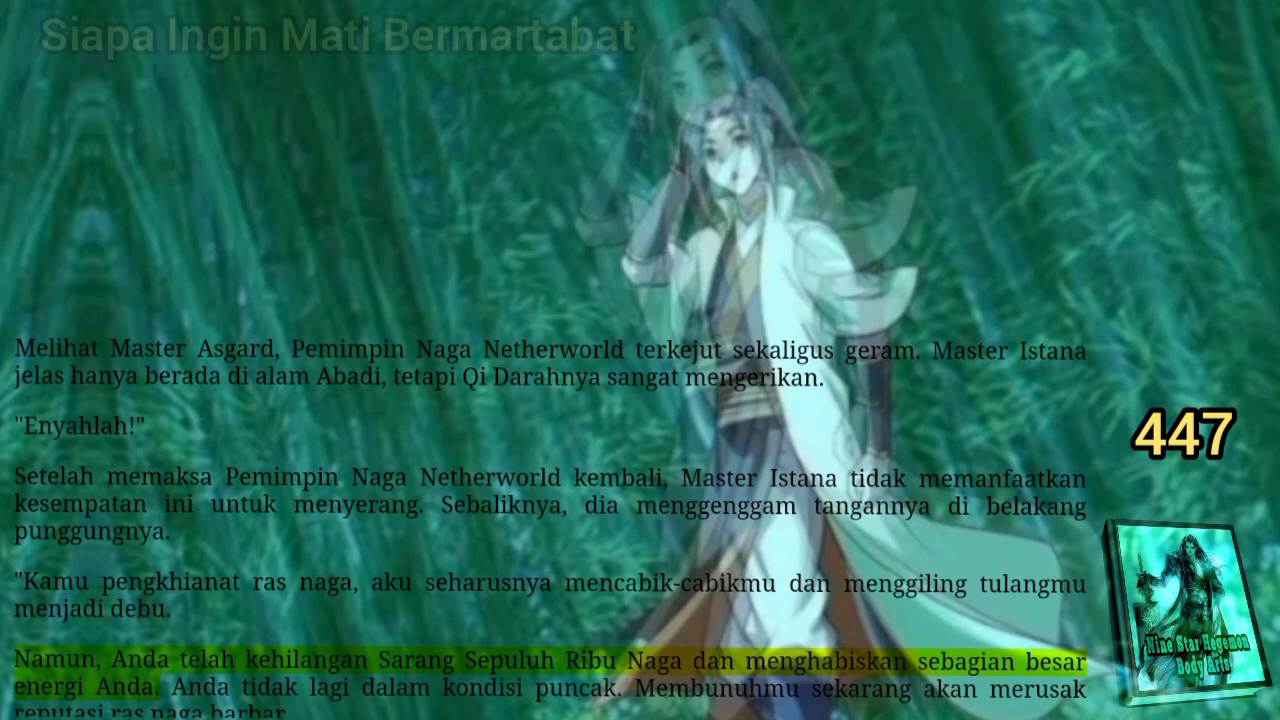 Siapa Ingin Mati Bermartabat
Melihat Master Asgard, Pemimpin Naga Netherworld terkejut sekaligus geram. Master Istana
jelas hanya berada di alam Abadi, tetapi Qi Darahnya sangat mengerikan.
"Enyahlah!"
Setelah memaksa Pemimpin Naga Netherworld kembali, Master Istana tidak memanfaatkan
kesempatan ini untuk menyerang. Sebaliknya, dia menggenggam tangannya di belakang
punggungnya.
"Kamu pengkhianat ras naga, aku seharusnya mencabik-cabikmu dan menggiling tulangmu
menjadi debu.
Namun, Anda telah kehilangan Sarang Sepuluh Ribu Naga dan menghabiskan sebagian besar
energi Anda. Anda tidak lagi dalam kondisi puncak. Membunuhmu sekarang akan merusak
reputasi ras naga barbar
447
Nine Star Hegemon
Body Arts